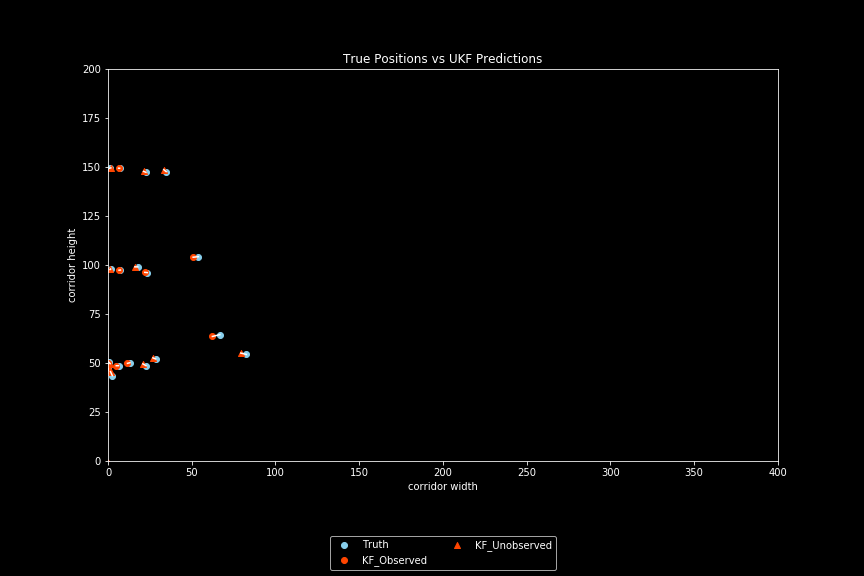 True Positions vs UKF Predictions
200
175
150
125
100
75
50
25
0
corridor height
0 50 100 150 200 250 300 350 400
corridor width
Truth KF_Unobserved
KF_Observed